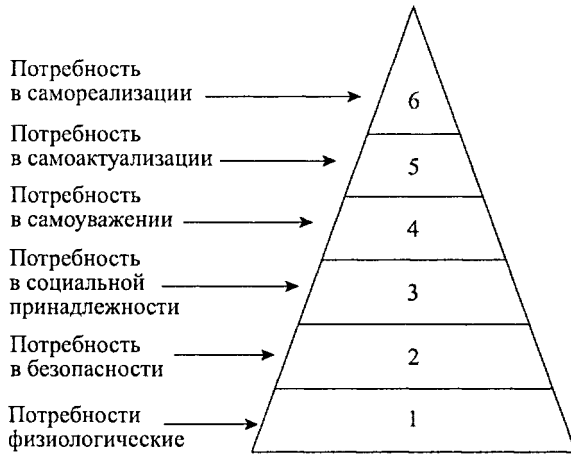 Потребность
в самореализации
6
Потребность
в самоактуализации
5
Потребность
в самоуважении
4
Потребность
в социальной
принадлежности
3
Потребность
в безопасности
2
Потребности
физиологические
1